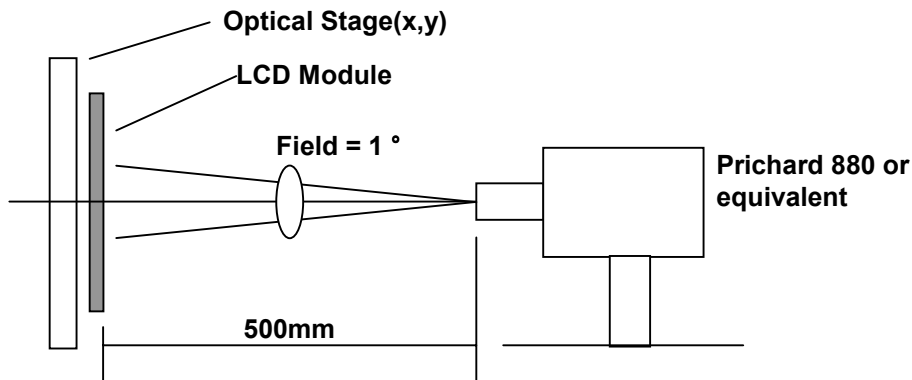 Optical Stage(x,y)
LCD Module
Field = 1 °
Prichard 880 or
equivalent
500mm